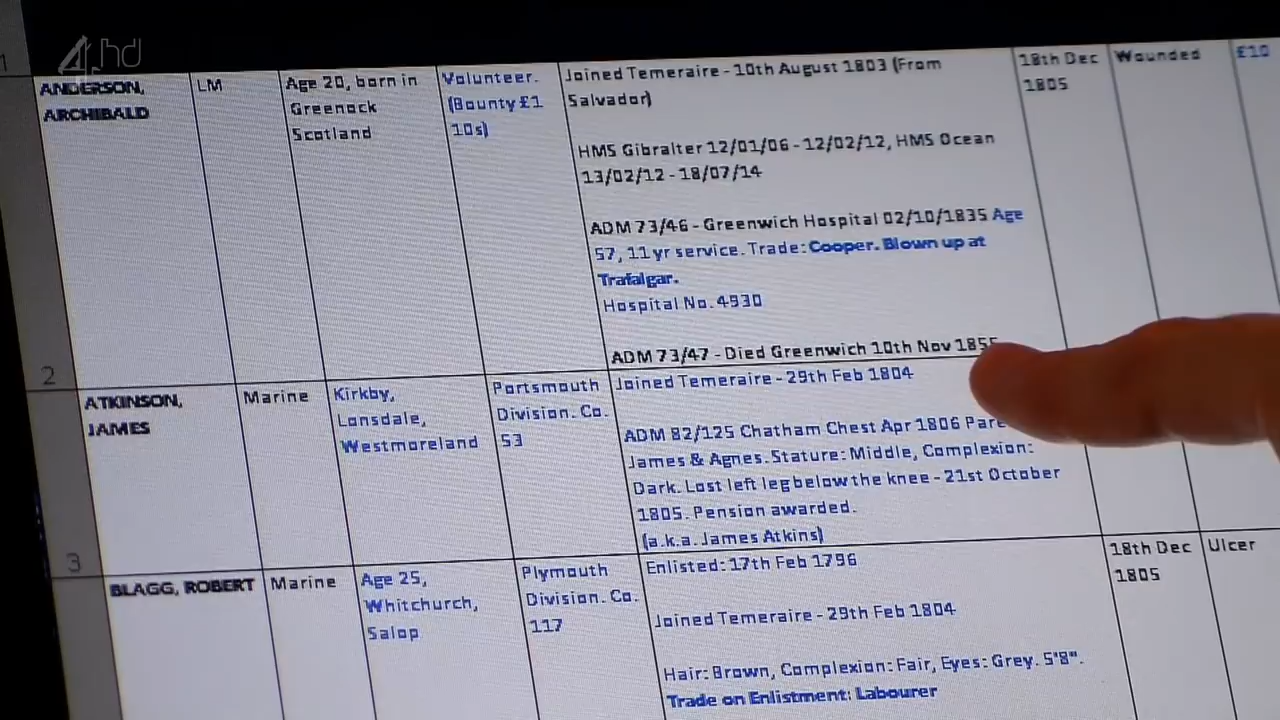 4 hd
1
ANDERSON,
ARCHIBALD
LM
Age 20, born in
Greenock
Scotland
Volunteer.
(Bounty £1
10s)
Joined Temeraire - 10th August 1803 (From
Salvador)
HMS Gibralter 12/01/06 - 12/02/12, HMS Ocean
13/02/12 - 18/07/14
ADM 73/46 - Greenwich Hospital 02/10/1835 Age
57, 11 yr service. Trade: Cooper. Blown up at
Trafalgar.
Hospital No. 4930
ADM 73/47 - Died Greenwich 10th Nov
18th Dec
1805
Wounded
£10
2
ATKINSON,
JAMES
Marine
Kirkby,
Lonsdale,
Westmoreland
Portsmouth
Division. Co.
53
Joined Temeraire - 29th Feb 1804
ADM 82/125 Chatham Chest Apr 1806
James & Agnes. Stature: Middle, Complexion:
Dark. Lost left leg below the knee - 21st October
1805. Pension awarded.
(a.k.a. James Atkins)
3
BLAGG, ROBERT
Marine
Age 25,
Whitchurch,
Salop
Plymouth
Division. Co.
117
Enlisted: 17th Feb 1796
Joined Temeraire - 29th Feb 1804
Hair: Brown, Complexion: Fair, Eyes: Grey. 5'8".
Trade on Enlistment: Labourer
18th Dec
1805
Ulcer